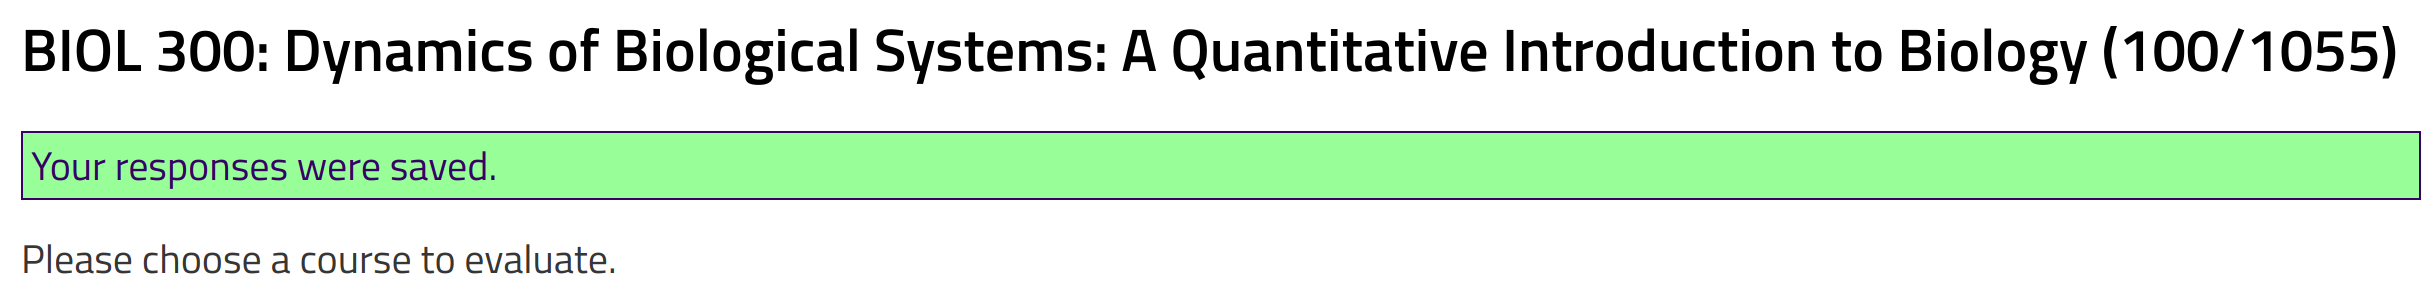 BIOL 300: Dynamics of Biological Systems: A Quantitative Introduction to Biology (100/1055)
Your responses were saved.
Please choose a course to evaluate.